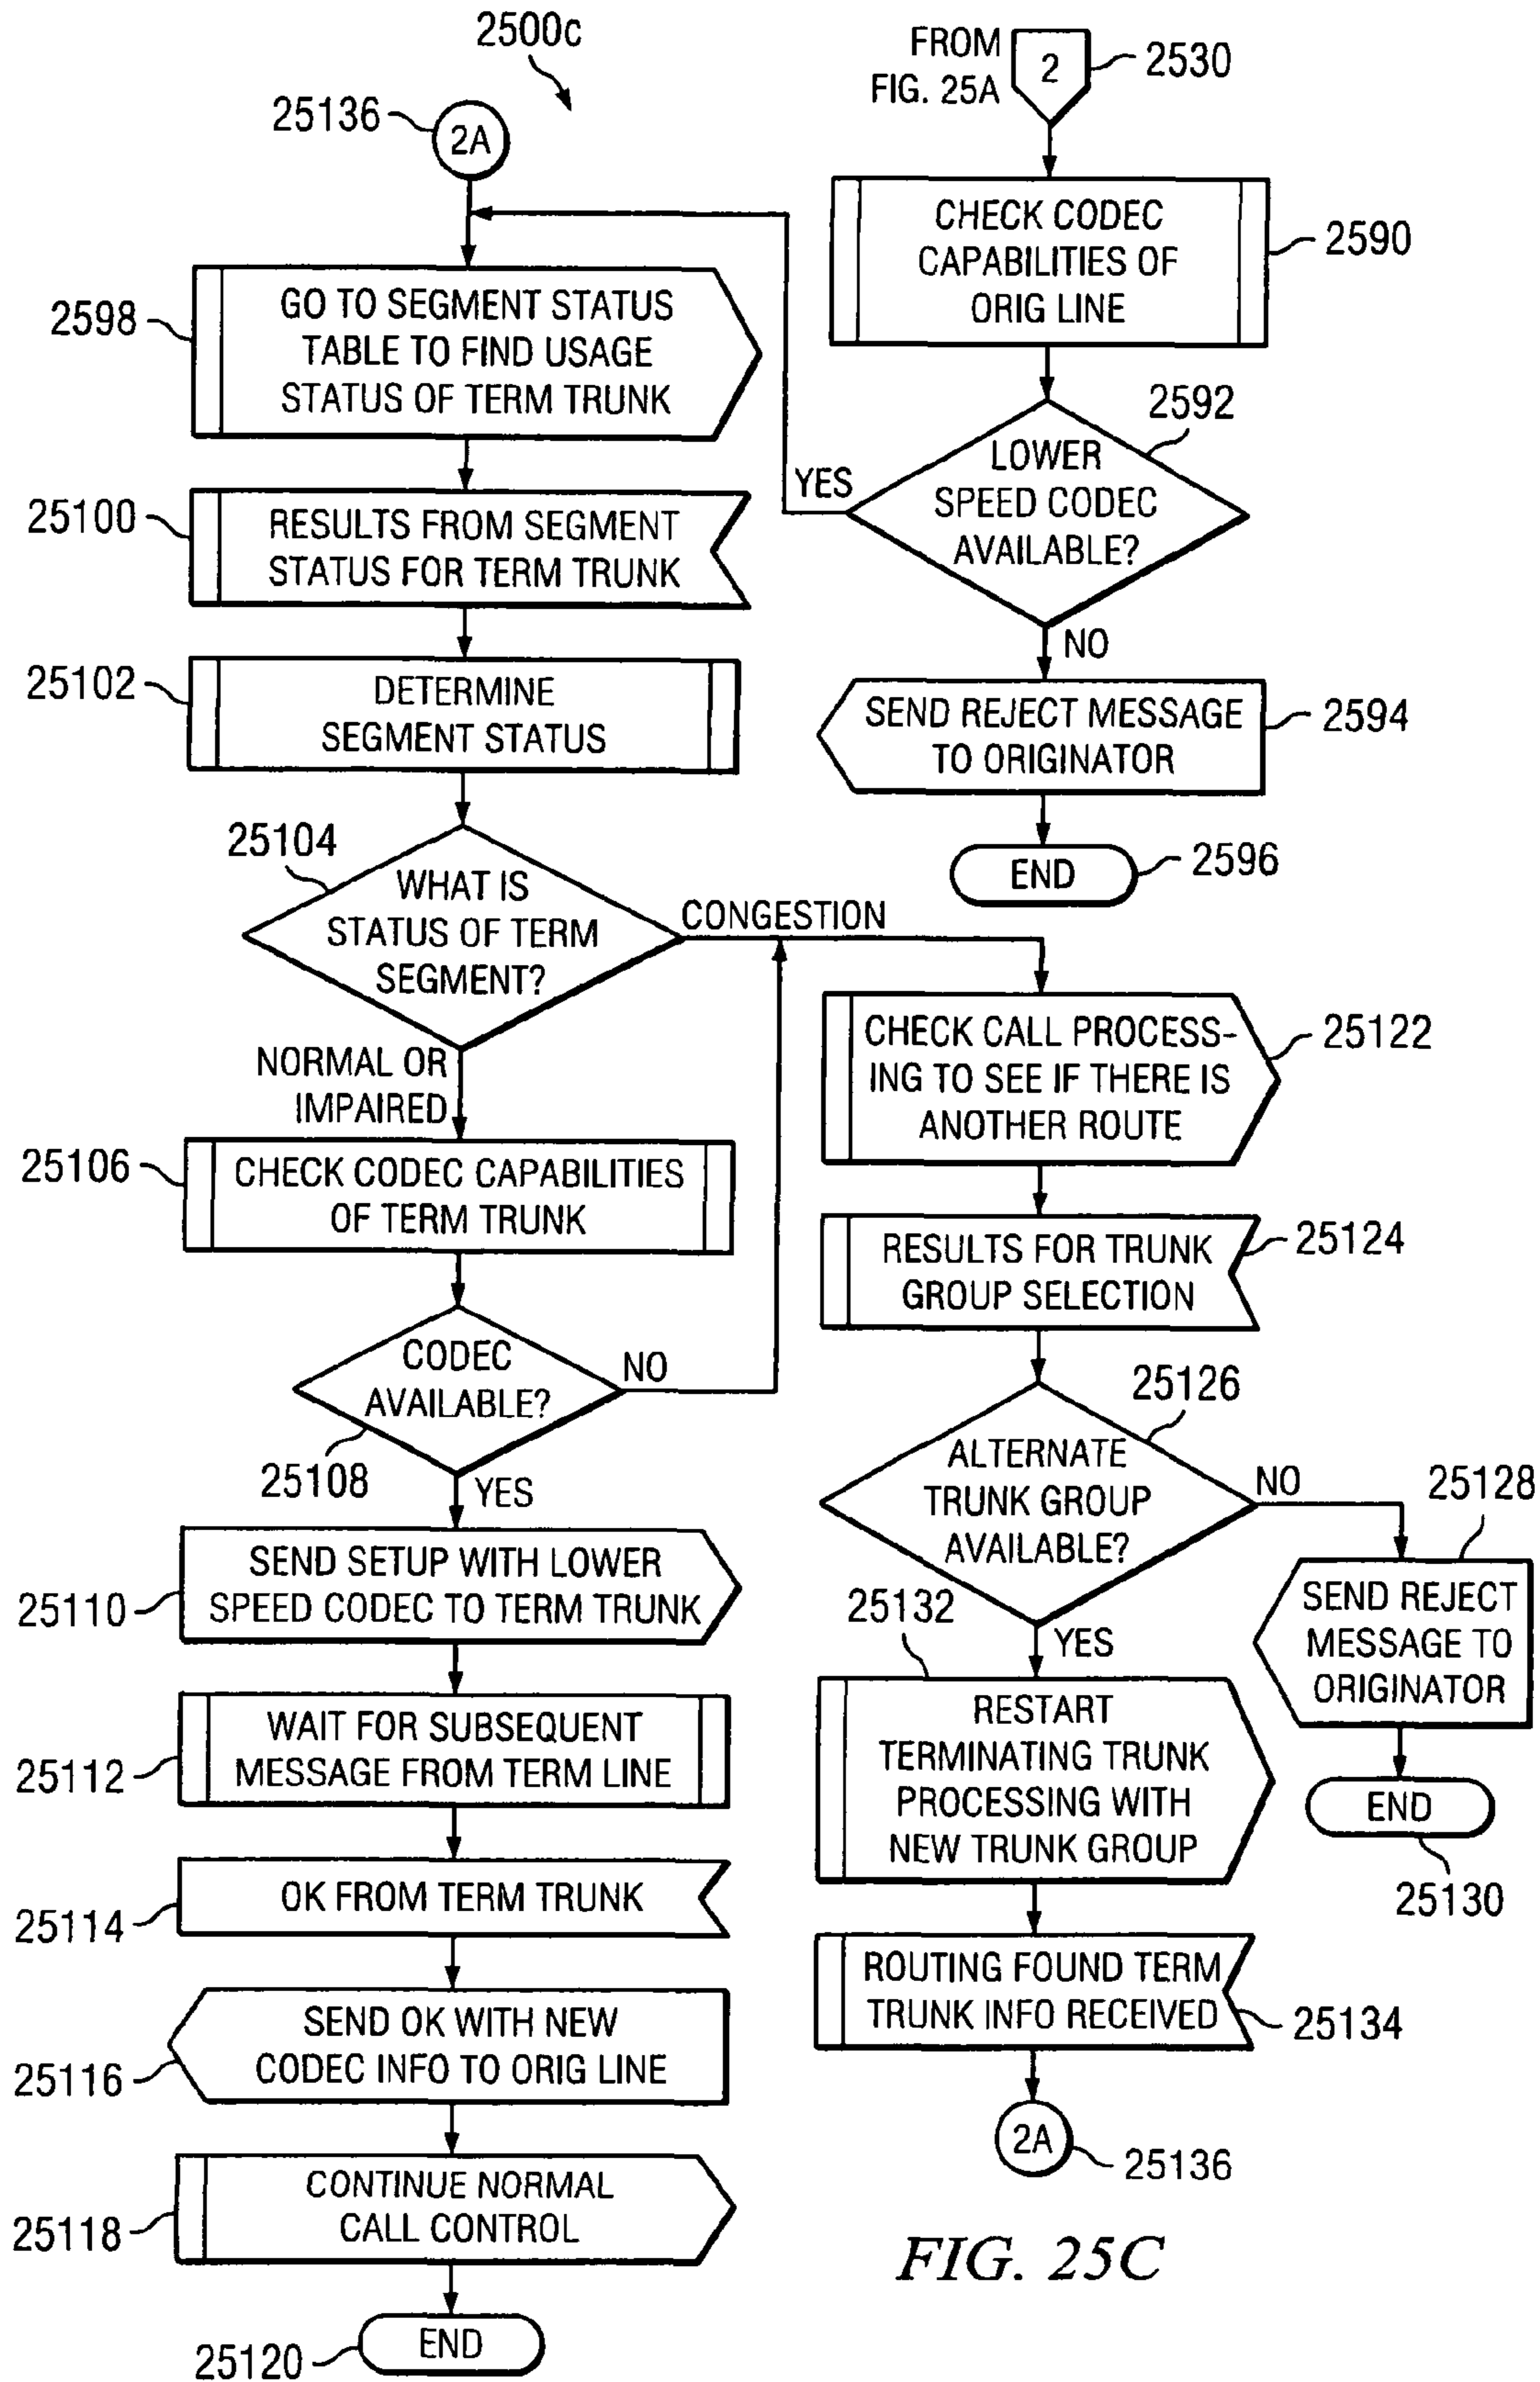 2500c
FROM
FIG. 25A
2
2530
25136
2A
CHECK CODEC
CAPABILITIES OF
ORIG LINE
2590
GO TO SEGMENT STATUS
TABLE TO FIND USAGE
STATUS OF TERM TRUNK
2598
2592
LOWER
SPEED CODEC
AVAILABLE?
YES
NO
25100
RESULTS FROM SEGMENT
STATUS FOR TERM TRUNK
25102
DETERMINE
SEGMENT STATUS
SEND REJECT MESSAGE
TO ORIGINATOR
2594
END
2596
25104
WHAT IS
STATUS OF TERM
SEGMENT?
CONGESTION
NORMAL OR
IMPAIRED
CHECK CALL PROCESS-
ING TO SEE IF THERE IS
ANOTHER ROUTE
25122
25106
CHECK CODEC CAPABILITIES
OF TERM TRUNK
RESULTS FOR TRUNK
GROUP SELECTION
25124
CODEC
AVAILABLE?
NO
25108
YES
25126
ALTERNATE
TRUNK GROUP
AVAILABLE?
NO
25128
SEND REJECT
MESSAGE TO
ORIGINATOR
END
25130
YES
25110
SEND SETUP WITH LOWER
SPEED CODEC TO TERM TRUNK
25132
RESTART
TERMINATING TRUNK
PROCESSING WITH
NEW TRUNK GROUP
25112
WAIT FOR SUBSEQUENT
MESSAGE FROM TERM LINE
25114
OK FROM TERM TRUNK
ROUTING FOUND TERM
TRUNK INFO RECEIVED
25134
25116
SEND OK WITH NEW
CODEC INFO TO ORIG LINE
2A
25136
25118
CONTINUE NORMAL
CALL CONTROL
25120
END
FIG. 25C